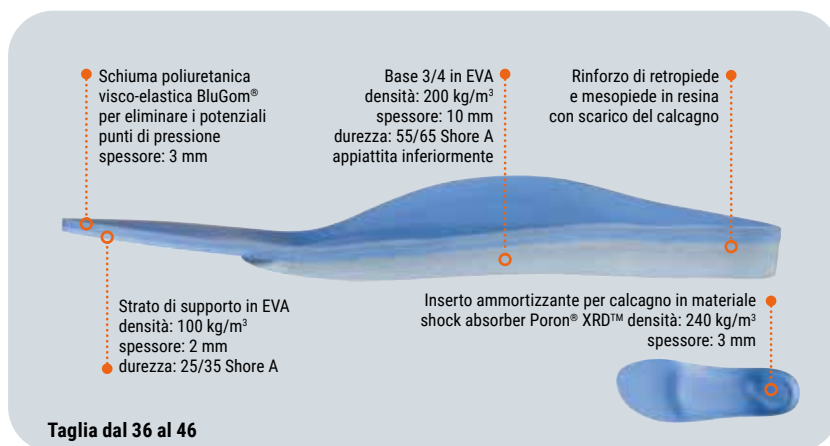 Schiuma poliuretanica
visco-elastica BluGom®
per eliminare i potenziali
punti di pressione
spessore: 3 mm
Base 3/4 in EVA
densità: 200 kg/m³
spessore: 10 mm
durezza: 55/65 Shore A
appiattita inferiormente
Rinforzo di retropiede
e mesopiede in resina
con scarico del calcagno
Strato di supporto in EVA
densità: 100 kg/m³
spessore: 2 mm
durezza: 25/35 Shore A
Inserto ammortizzante per calcagno in materiale
shock absorber Poron® XRD™ densità: 240 kg/m³
spessore: 3 mm
Taglia dal 36 al 46